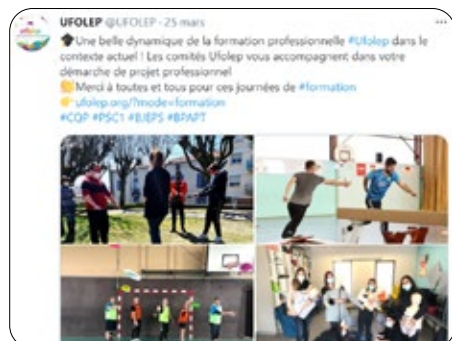 UFOLEP @UFOLEP · 25 mars
Une belle dynamique de la formation professionnelle #Ufolep dans le
contexte actuel ! Les comités Ufolep vous accompagnent dans votre
démarche de projet professionnel
Merci à toutes et tous pour ces journées de #formation
ufolep.org/?mode=formation
#CQP #PSC1 #BJEPS #BPAPT